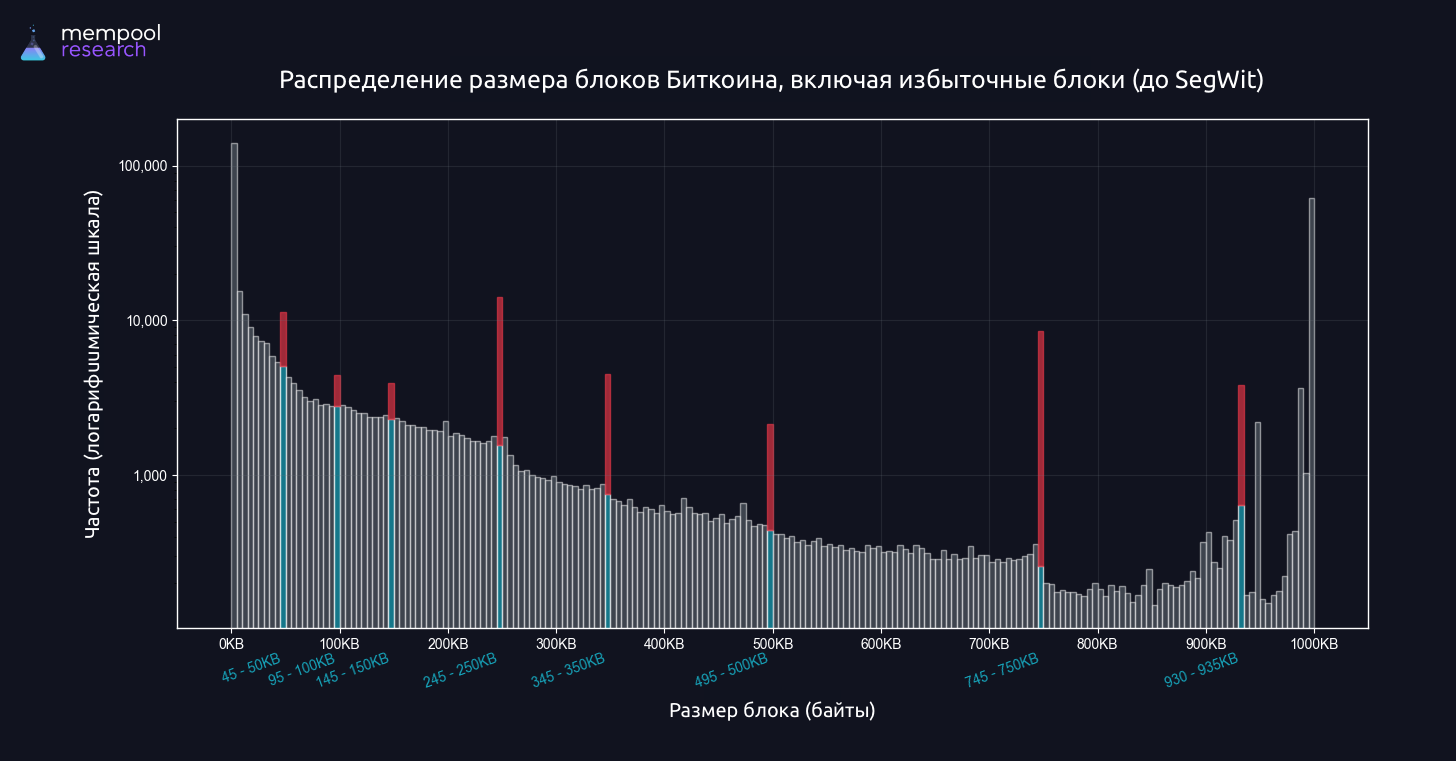 mempool
research
Распределение размера блоков Биткоина, включая избыточные блоки (до SegWit)
Частота (логарифиимическая шкала)
100,000
10,000
1,000
0KB 100KB 200KB 300KB 400KB 500KB 600KB 700KB 800KB 900KB 1000KB
45 - 50KB 95 - 100KB 145 - 150KB 245 - 250KB 345 - 350KB 495 - 500KB 745 - 750KB 930 - 935KB
Размер блока (байты)